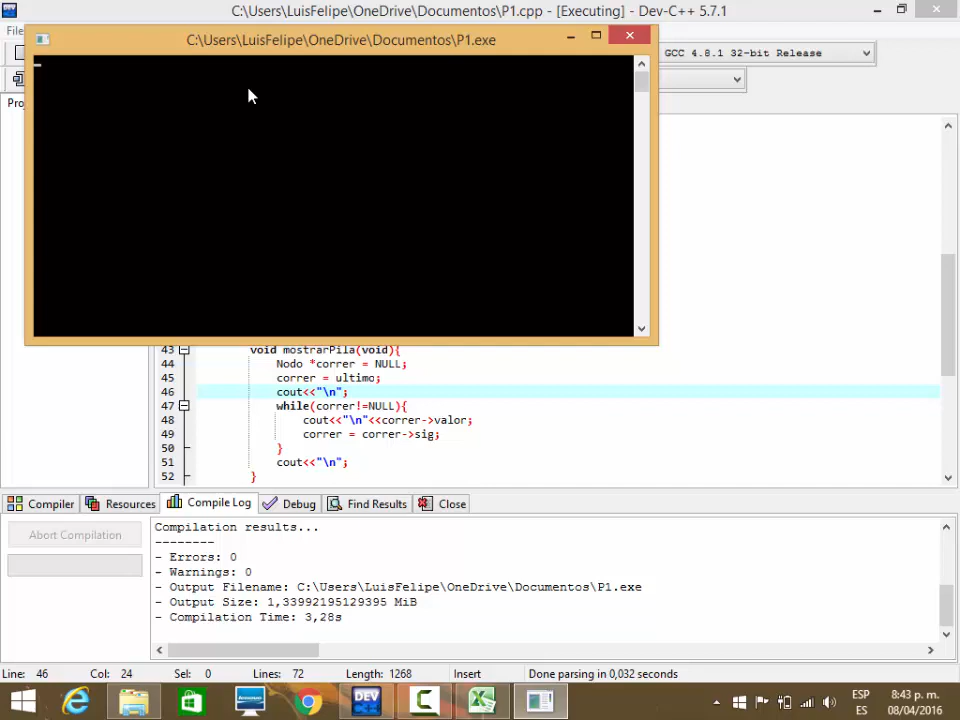 C:\Users\LuisFelipe\OneDrive\Documentos\P1.cpp - [Executing] - Dev-C++ 5.7.1
File
C:\Users\LuisFelipe\OneDrive\Documentos\P1.exe
GCC 4.8.1 32-bit Release
43 void mostrarPila(void){
44 Nodo *correr = NULL;
45 correr = ultimo;
46 cout<<"\n";
47 while(correr!=NULL){
48 cout<<"\n"<<correr->valor;
49 correr = correr->sig;
50 }
51 cout<<"\n";
52 }
Compiler Resources Compile Log Debug Find Results Close
Abort Compilation
Compilation results...
--------
- Errors: 0
- Warnings: 0
- Output Filename: C:\Users\LuisFelipe\OneDrive\Documentos\P1.exe
- Output Size: 1,33992195129395 MiB
- Compilation Time: 3,28s
Line: 46 Col: 24 Sel: 0 Lines: 72 Length: 1268 Insert Done parsing in 0,032 seconds
DEV
ESP
ES
8:43 p. m.
08/04/2016